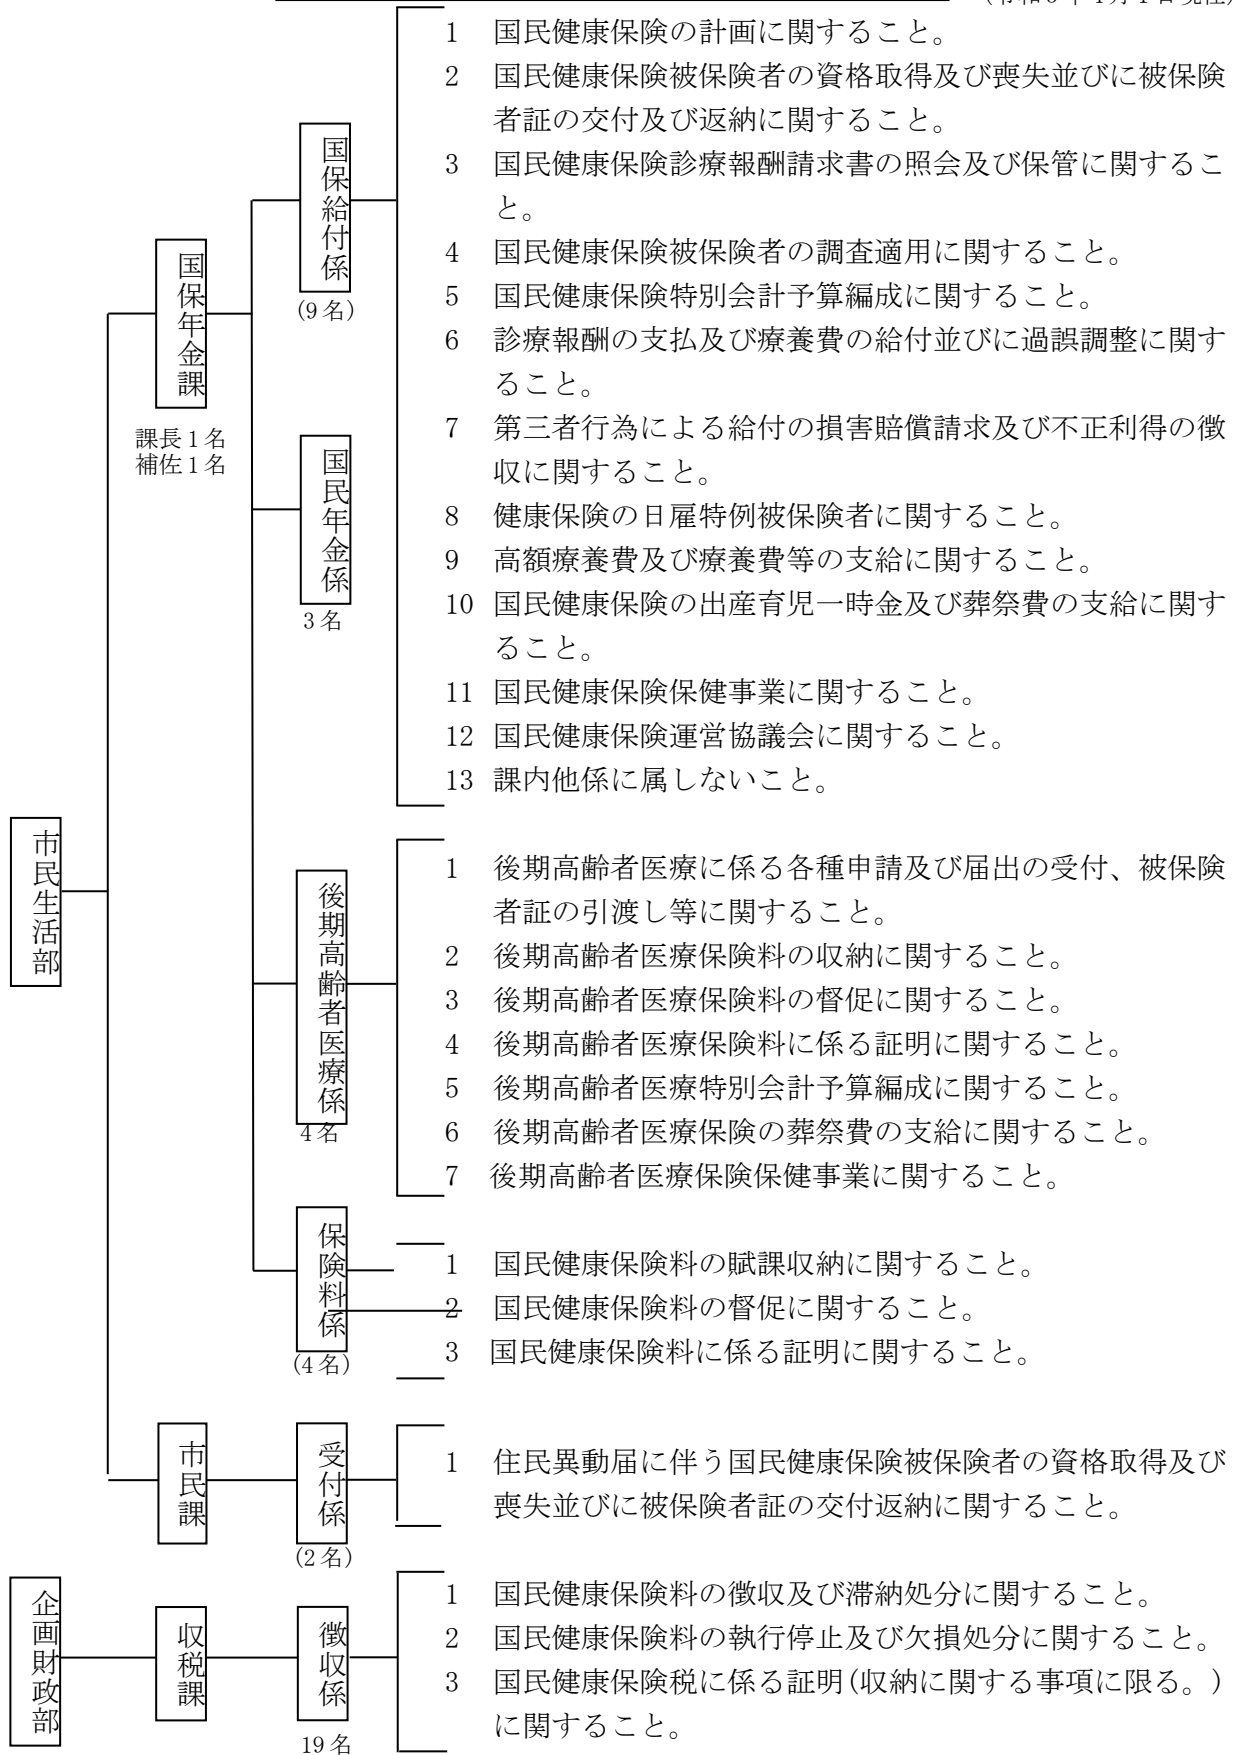 1 国民健康保険の計画に関すること。
2 国民健康保険被保険者の資格取得及び喪失並びに被保険
者証の交付及び返納に関すること。
3 国民健康保険診療報酬請求書の照会及び保管に関するこ
と。
4 国民健康保険被保険者の調査適用に関すること。
5 国民健康保険特別会計予算編成に関すること。
6 診療報酬の支払及び療養費の給付並びに過誤調整に関す
ること。
7 第三者行為による給付の損害賠償請求及び不正利得の徴
収に関すること。
8 健康保険の日雇特例被保険者に関すること。
9 高額療養費及び療養費等の支給に関すること。
10 国民健康保険の出産育児一時金及び葬祭費の支給に関す
ること。
11 国民健康保険保健事業に関すること。
12 国民健康保険運営協議会に関すること。
13 課内他係に属しないこと。
国保給付係
(9名)
国保年金課
課長1名
補佐1名
国民年金係
3名
市民生活部
後期高齢者医療係
4名
1 後期高齢者医療に係る各種申請及び届出の受付、被保険
者証の引渡し等に関すること。
2 後期高齢者医療保険料の収納に関すること。
3 後期高齢者医療保険料の督促に関すること。
4 後期高齢者医療保険料に係る証明に関すること。
5 後期高齢者医療特別会計予算編成に関すること。
6 後期高齢者医療保険の葬祭費の支給に関すること。
7 後期高齢者医療保険保健事業に関すること。
保険料係
(4名)
1 国民健康保険料の賦課収納に関すること。
2 国民健康保険料の督促に関すること。
3 国民健康保険料に係る証明に関すること。
市民課
受付係
(2名)
1 住民異動届に伴う国民健康保険被保険者の資格取得及び
喪失並びに被保険者証の交付返納に関すること。
企画財政部
収税課
徴収係
19名
1 国民健康保険料の徴収及び滞納処分に関すること。
2 国民健康保険料の執行停止及び欠損処分に関すること。
3 国民健康保険税に係る証明(収納に関する事項に限る。)
に関すること。